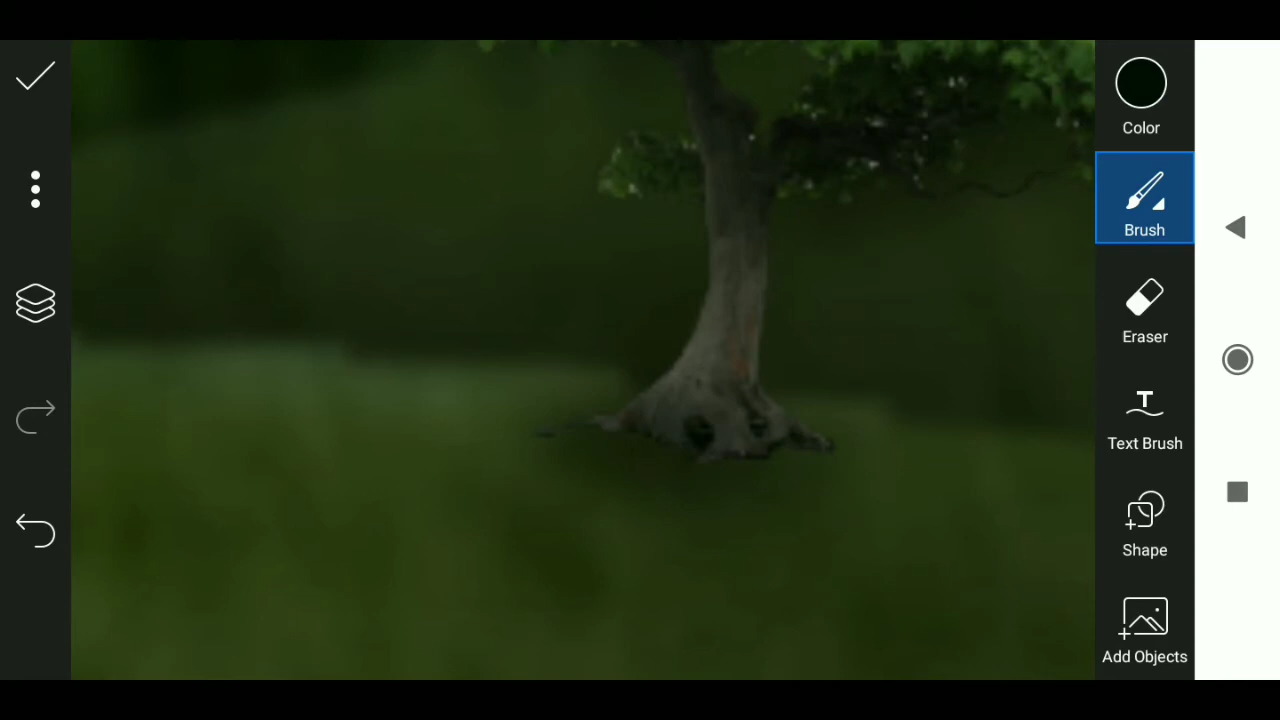 Color
Brush
Eraser
Text Brush
Shape
Add Objects